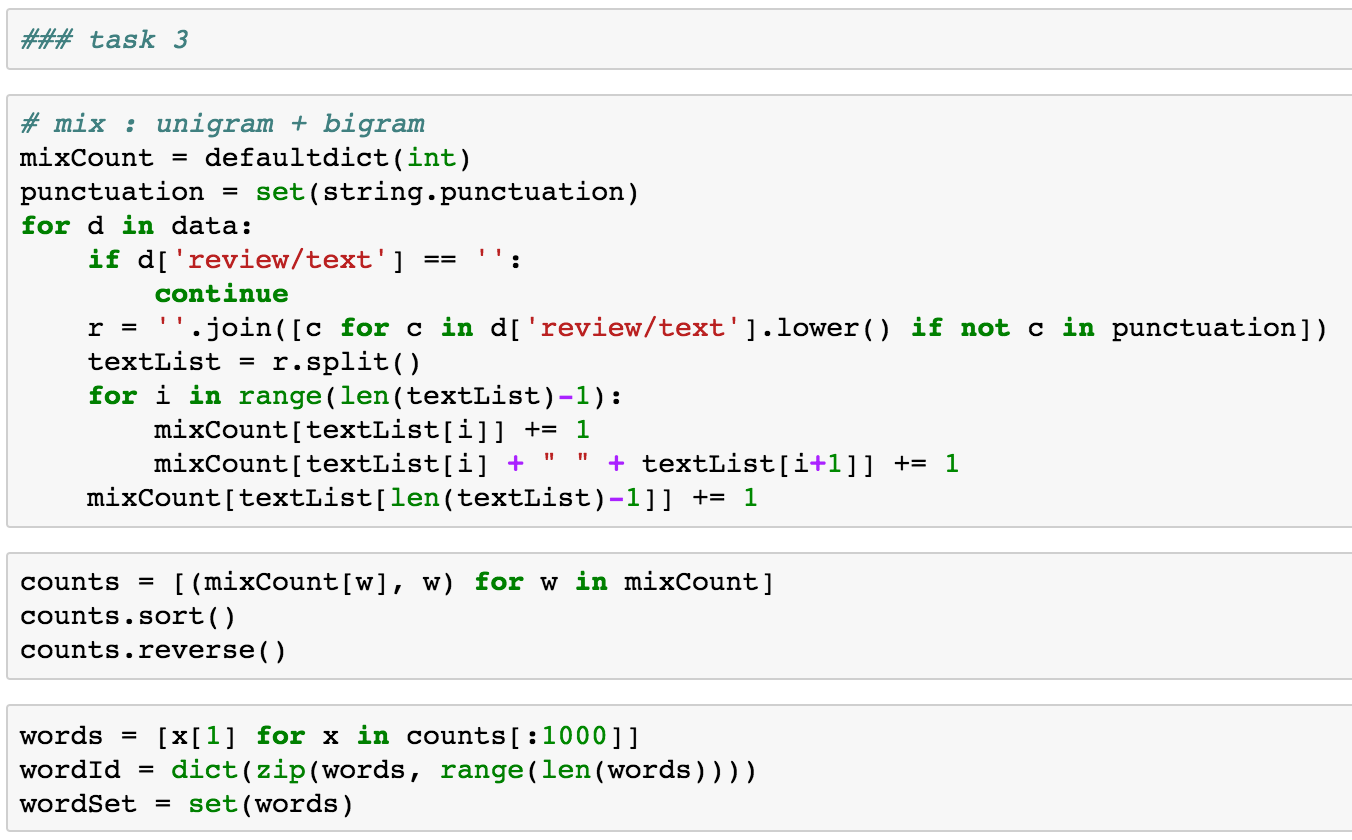 ### task 3
# mix : unigram + bigram
mixCount = defaultdict(int)
punctuation = set(string.punctuation)
for d in data:
    if d['review/text'] == '':
        continue
    r = ''.join([c for c in d['review/text'].lower() if not c in punctuation])
    textList = r.split()
    for i in range(len(textList)-1):
        mixCount[textList[i]] += 1
        mixCount[textList[i] + " " + textList[i+1]] += 1
    mixCount[textList[len(textList)-1]] += 1
counts = [(mixCount[w], w) for w in mixCount]
counts.sort()
counts.reverse()
words = [x[1] for x in counts[:1000]]
wordId = dict(zip(words, range(len(words))))
wordSet = set(words)